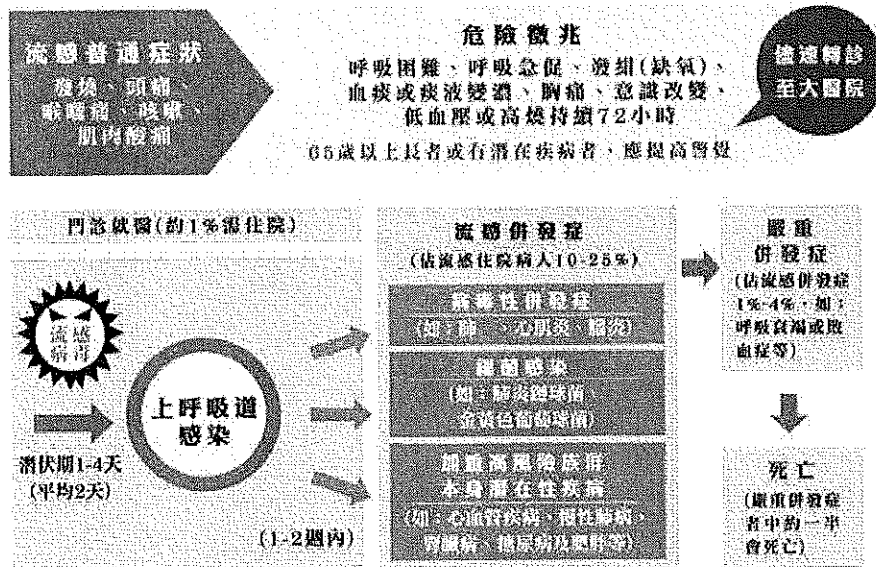 流感普通症狀
發燒、頭痛、
喉嚨痛、咳嗽、
肌肉酸痛
危險徵兆
呼吸困難、呼吸急促、發紺(缺氧)、
血痰或痰液變濃、胸痛、意識改變、
低血壓或高燒持續72小時
65歲以上長者或有潛在疾病者，應提高警覺
儘速轉診
至大醫院
門診就醫(約1%需住院)
流感
病毒
潛伏期1-4天
(平均2天)
上呼吸道
感染
(1-2週內)
流感併發症
(佔流感住院病人10-25%)
病毒性併發症
(如：肺 、心肌炎、腦炎)
細菌感染
(如：肺炎鏈球菌、
金黃色葡萄球菌)
加重高風險族群
本身潛在性疾病
(如：心血管疾病、慢性肺病、
腎臟病、糖尿病及肥胖等)
嚴重
併發症
(佔流感併發症
1%-4%，如：
呼吸衰竭或敗
血症等)
死亡
(嚴重併發症
者中約一半
會死亡)